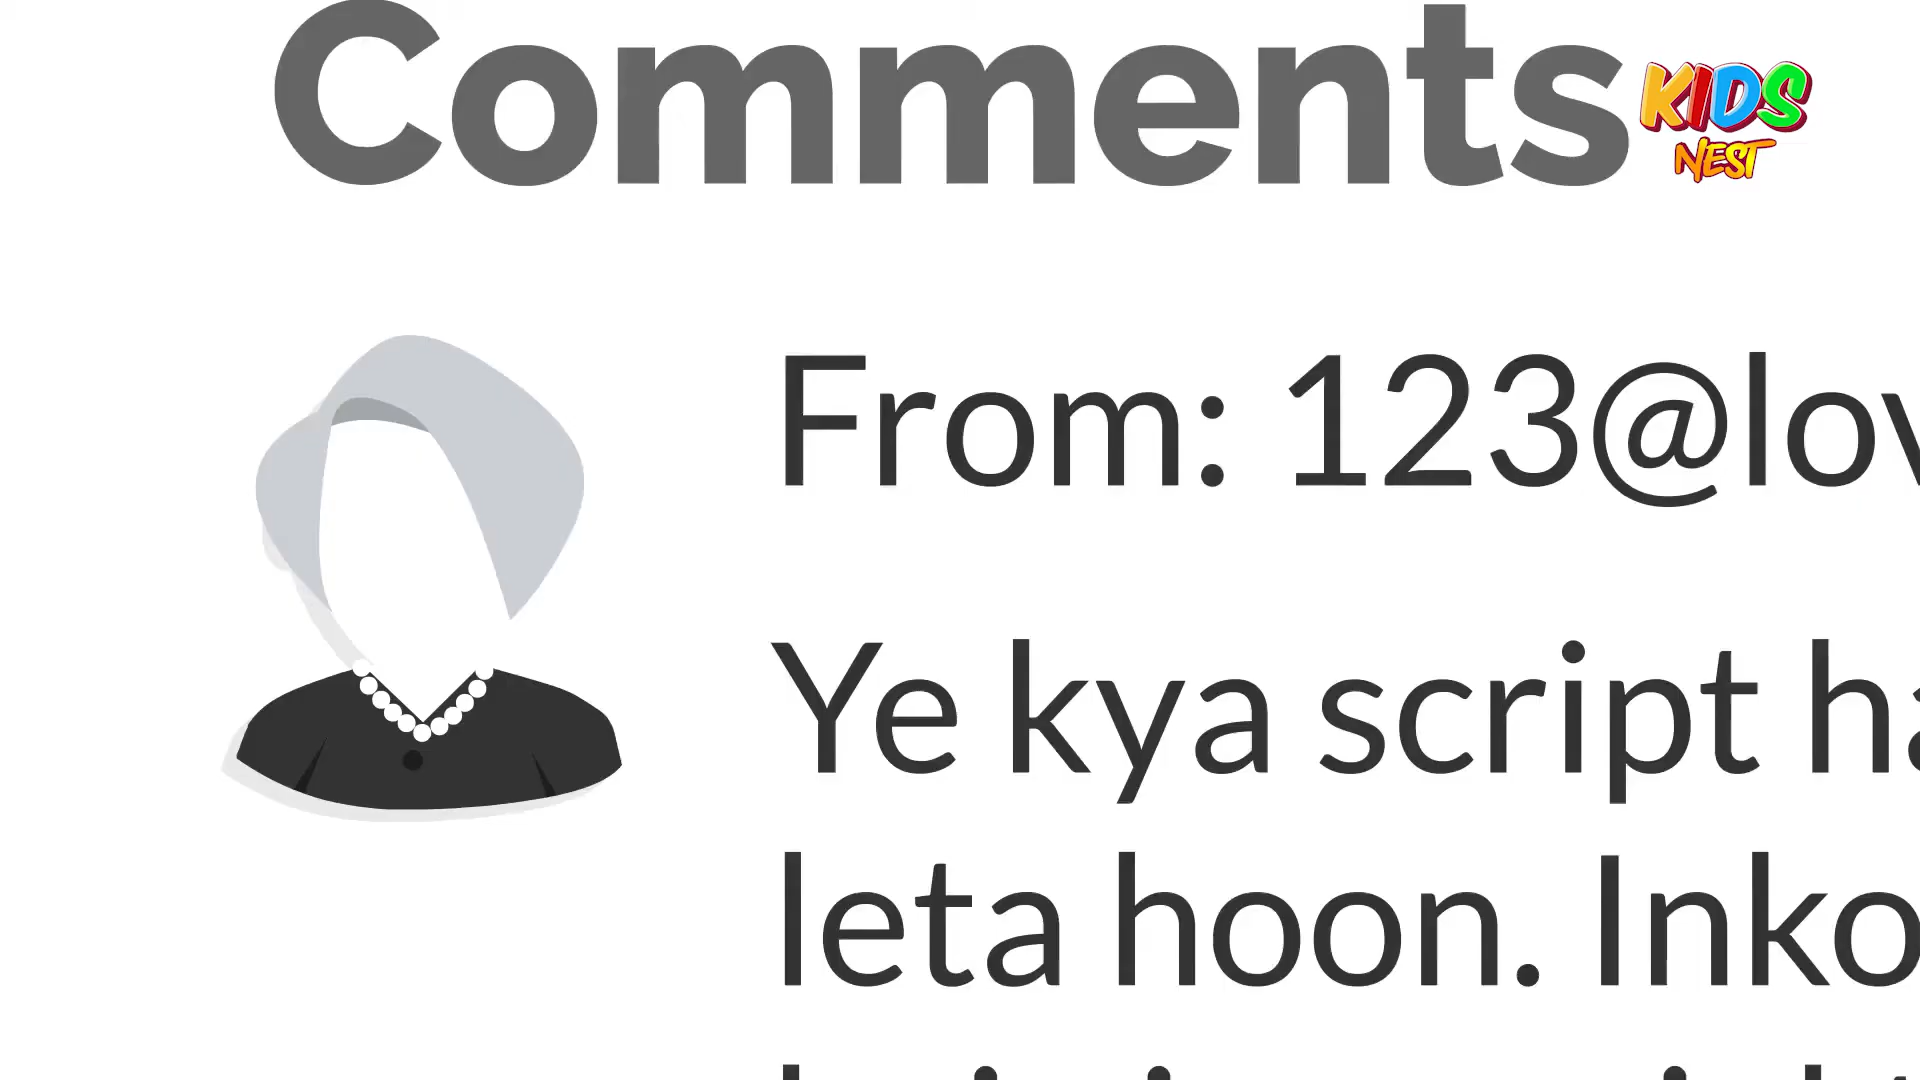 Comments
KIDS
NEST
From: 123@lov
Ye kya script ha
leta hoon. Inko